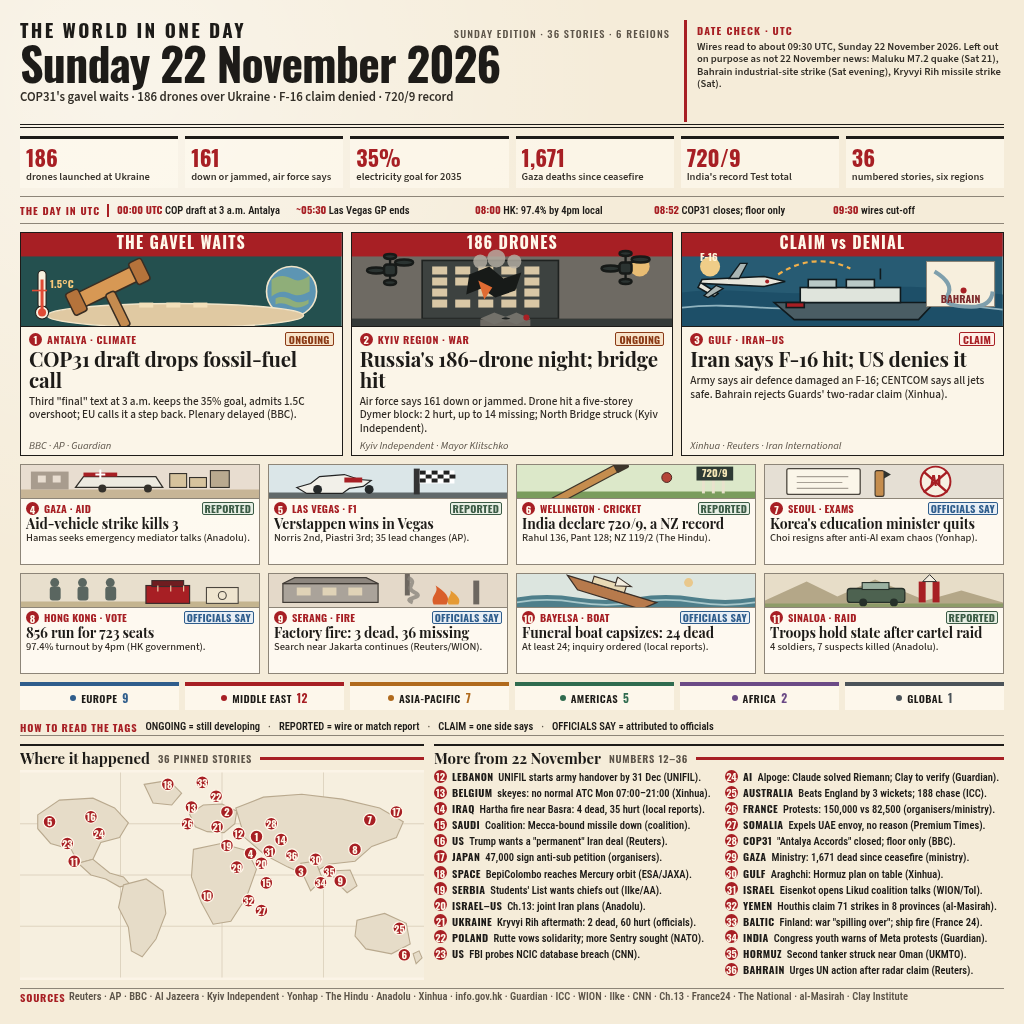 THE WORLD IN ONE DAY
SUNDAY EDITION · 36 STORIES · 6 REGIONS
Sunday 22 November 2026
COP31's gavel waits · 186 drones over Ukraine · F-16 claim denied · 720/9 record
DATE CHECK · UTC
Wires read to about 09:30 UTC, Sunday 22 November 2026. Left out
on purpose as not 22 November news: Maluku M7.2 quake (Sat 21),
Bahrain industrial-site strike (Sat evening), Kryvyi Rih missile strike
(Sat).
186
drones launched at Ukraine
161
down or jammed, air force says
35%
electricity goal for 2035
1,671
Gaza deaths since ceasefire
720/9
India's record Test total
36
numbered stories, six regions
THE DAY IN UTC
00:00 UTC COP draft at 3 a.m. Antalya
~05:30 Las Vegas GP ends
08:00 HK: 97.4% by 4pm local
08:52 COP31 closes; floor only
09:30 wires cut-off
THE GAVEL WAITS
1.5°C
1 ANTALYA · CLIMATE
ONGOING
COP31 draft drops fossil-fuel
call
Third "final" text at 3 a.m. keeps the 35% goal, admits 1.5C
overshoot; EU calls it a step back. Plenary delayed (BBC).
BBC · AP · Guardian
186 DRONES
2 KYIV REGION · WAR
ONGOING
Russia's 186-drone night; bridge
hit
Air force says 161 down or jammed. Drone hit a five-storey
Dymer block: 2 hurt, up to 14 missing; North Bridge struck (Kyiv
Independent).
Kyiv Independent · Mayor Klitschko
CLAIM vs DENIAL
F-16
BAHRAIN
3 GULF · IRAN–US
CLAIM
Iran says F-16 hit; US denies it
Army says air defence damaged an F-16; CENTCOM says all jets
safe. Bahrain rejects Guards' two-radar claim (Xinhua).
Xinhua · Reuters · Iran International
4 GAZA · AID
REPORTED
Aid-vehicle strike kills 3
Hamas seeks emergency mediator talks (Anadolu).
5 LAS VEGAS · F1
REPORTED
Verstappen wins in Vegas
Norris 2nd, Piastri 3rd; 35 lead changes (AP).
720/9
6 WELLINGTON · CRICKET
REPORTED
India declare 720/9, a NZ record
Rahul 136, Pant 128; NZ 119/2 (The Hindu).
7 SEOUL · EXAMS
OFFICIALS SAY
Korea's education minister quits
Choi resigns after anti-AI exam chaos (Yonhap).
8 HONG KONG · VOTE
OFFICIALS SAY
856 run for 723 seats
97.4% turnout by 4pm (HK government).
9 SERANG · FIRE
OFFICIALS SAY
Factory fire: 3 dead, 36 missing
Search near Jakarta continues (Reuters/WION).
10 BAYELSA · BOAT
OFFICIALS SAY
Funeral boat capsizes: 24 dead
At least 24; inquiry ordered (local reports).
11 SINALOA · RAID
REPORTED
Troops hold state after cartel raid
4 soldiers, 7 suspects killed (Anadolu).
EUROPE 9
MIDDLE EAST 12
ASIA-PACIFIC 7
AMERICAS 5
AFRICA 2
GLOBAL 1
HOW TO READ THE TAGS
ONGOING = still developing · REPORTED = wire or match report · CLAIM = one side says · OFFICIALS SAY = attributed to officials
Where it happened
36 PINNED STORIES
More from 22 November
NUMBERS 12–36
12 LEBANON UNIFIL starts army handover by 31 Dec (UNIFIL).
13 BELGIUM skeyes: no normal ATC Mon 07:00–21:00 (Xinhua).
14 IRAQ Hartha fire near Basra: 4 dead, 35 hurt (local reports).
15 SAUDI Coalition: Mecca-bound missile down (coalition).
16 US Trump wants a "permanent" Iran deal (Reuters).
17 JAPAN 47,000 sign anti-sub petition (organisers).
18 SPACE BepiColombo reaches Mercury orbit (ESA/JAXA).
19 SERBIA Students' List wants chiefs out (Ilke/AA).
20 ISRAEL–US Ch.13: joint Iran plans (Anadolu).
21 UKRAINE Kryvyi Rih aftermath: 2 dead, 60 hurt (officials).
22 POLAND Rutte vows solidarity; more Sentry sought (NATO).
23 US FBI probes NCIC database breach (CNN).
24 AI Alpoge: Claude solved Riemann; Clay to verify (Guardian).
25 AUSTRALIA Beats England by 3 wickets; 188 chase (ICC).
26 FRANCE Protests: 150,000 vs 82,500 (organisers/ministry).
27 SOMALIA Expels UAE envoy, no reason (Premium Times).
28 COP31 "Antalya Accords" closed; floor only (BBC).
29 GAZA Ministry: 1,671 dead since ceasefire (ministry).
30 GULF Araghchi: Hormuz plan on table (Xinhua).
31 ISRAEL Eisenkot opens Likud coalition talks (WION/ToI).
32 YEMEN Houthis claim 71 strikes in 8 provinces (al-Masirah).
33 BALTIC Finland: war "spilling over"; ship fire (France 24).
34 INDIA Congress youth warns of Meta protests (Guardian).
35 HORMUZ Second tanker struck near Oman (UKMTO).
36 BAHRAIN Urges UN action after radar claim (Reuters).
SOURCES Reuters · AP · BBC · Al Jazeera · Kyiv Independent · Yonhap · The Hindu · Anadolu · Xinhua · info.gov.hk · Guardian · ICC · WION · Ilke · CNN · Ch.13 · France24 · The National · al-Masirah · Clay Institute